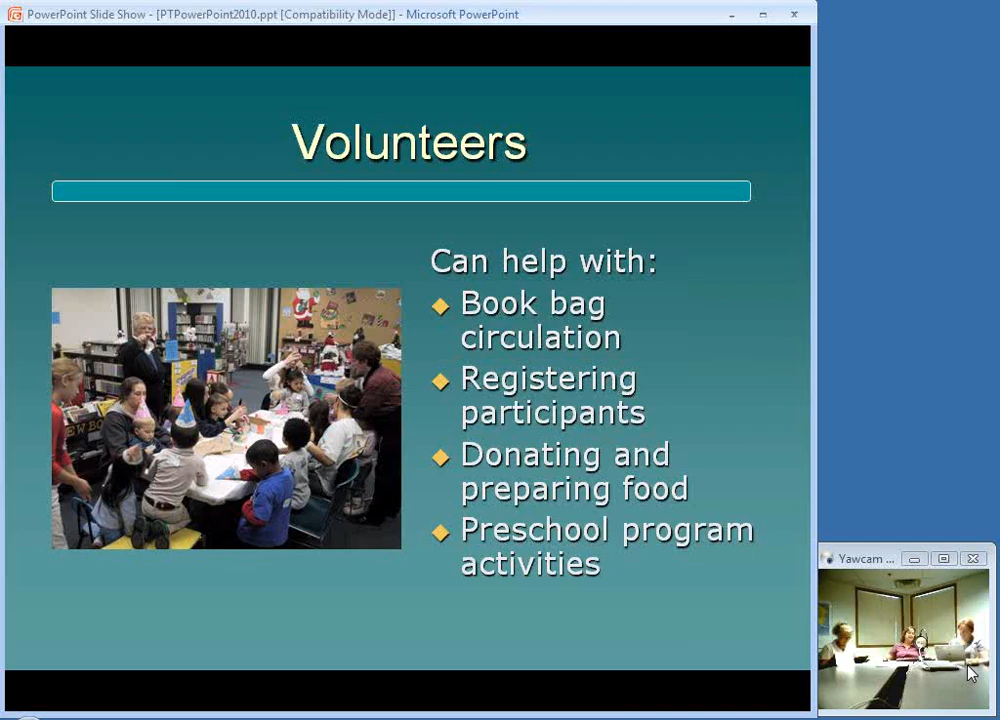 PowerPoint Slide Show - [PTPowerPoint2010.ppt [Compatibility Mode]] - Microsoft PowerPoint
Volunteers
Can help with:
Book bag
circulation
Registering
participants
Donating and
preparing food
Preschool program
activities
NEW
Yawcam ...